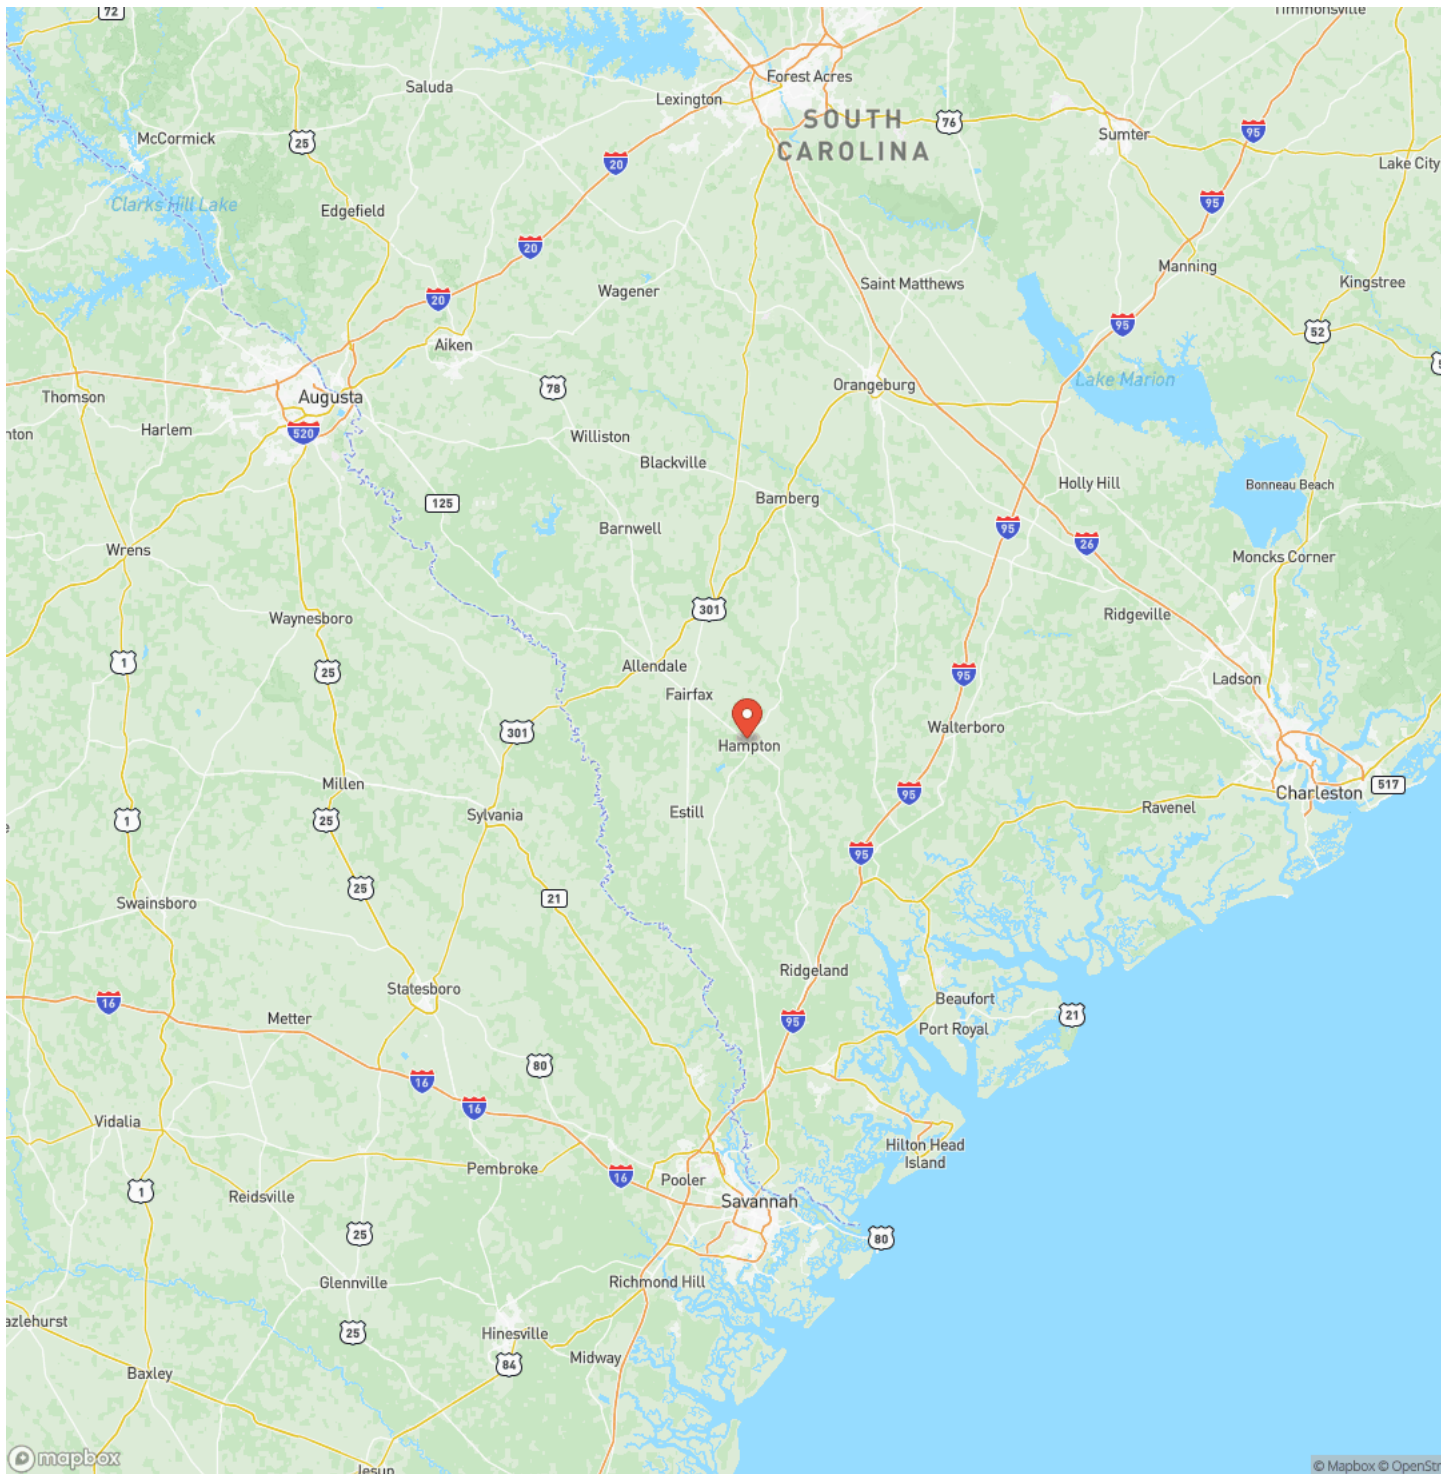 72
Timmonsville
Forest Acres
Saluda
Lexington
SOUTH
CAROLINA
76
95
Sumter
McCormick
25
20
Lake City
Clarks Hill Lake
Edgefield
95
20
Manning
Wagener
Saint Matthews
Kingstree
20
95
52
Aiken
78
Orangeburg
Lake Marion
Thomson
Augusta
Harlem
520
Williston
nton
Blackville
Holly Hill
Bonneau Beach
125
Bamberg
Barnwell
95
26
Wrens
Moncks Corner
301
Waynesboro
Ridgeville
1
25
Allendale
95
Ladson
Fairfax
301
Walterboro
Hampton
Millen
95
517
Charleston
1
25
Sylvania
Estill
Ravenel
95
25
21
Swainsboro
Ridgeland
Statesboro
16
Beaufort
Metter
95
Port Royal
21
80
16
16
Vidalia
Hilton Head
Island
Pembroke
16
Pooler
1
Reidsville
Savannah
25
80
Glennville
Richmond Hill
azlehurst
25
Hinesville
Midway
84
Baxley
mapbox
Jesup
© Mapbox © OpenStr